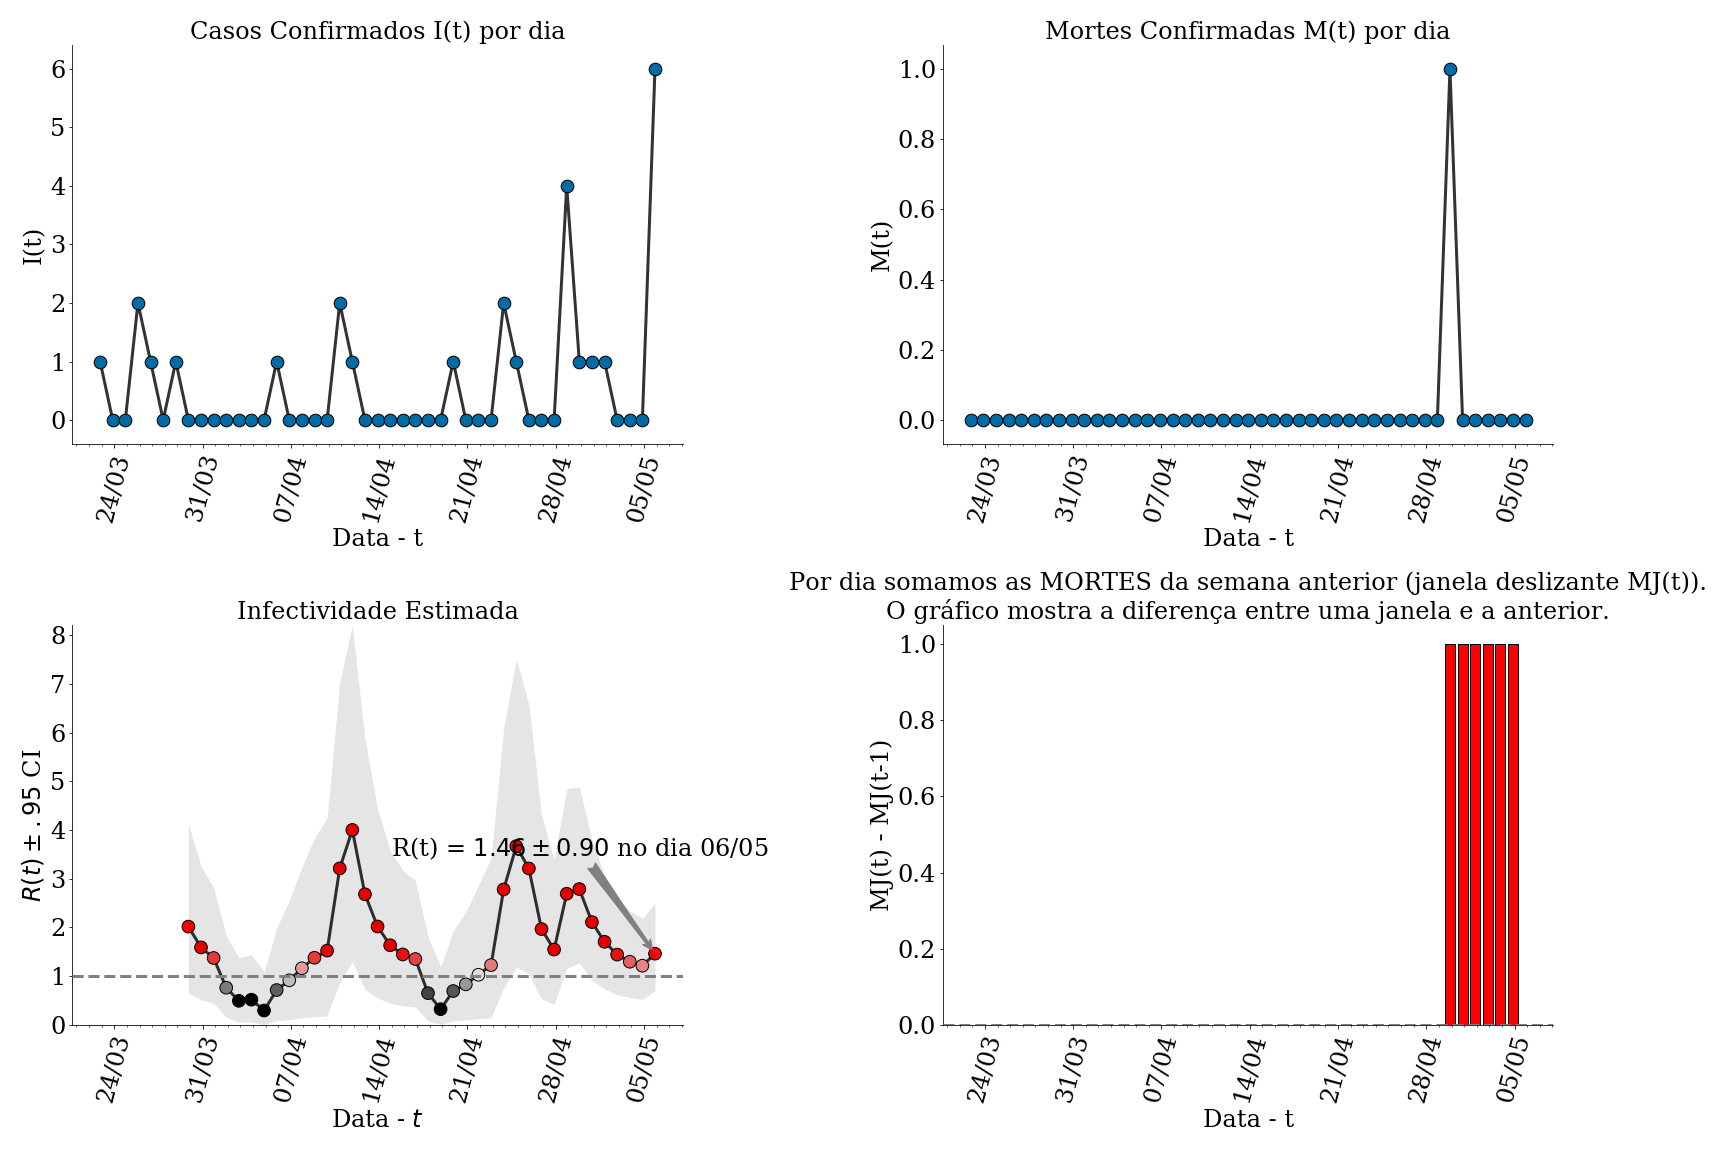 Casos Confirmados I(t) por dia
I(t)
6
5
4
3
2
1
0
24/03 31/03 07/04 14/04 21/04 28/04 05/05
Data - t
Mortes Confirmadas M(t) por dia
M(t)
1.0
0.8
0.6
0.4
0.2
0.0
24/03 31/03 07/04 14/04 21/04 28/04 05/05
Data - t
Infectividade Estimada
R(t) ± .95 CI
8
7
6
5
4
3
2
1
0
R(t) = 1.46 ± 0.90 no dia 06/05
24/03 31/03 07/04 14/04 21/04 28/04 05/05
Data - t
Por dia somamos as MORTES da semana anterior (janela deslizante MJ(t)).
O gráfico mostra a diferença entre uma janela e a anterior.
MJ(t) - MJ(t-1)
1.0
0.8
0.6
0.4
0.2
0.0
24/03 31/03 07/04 14/04 21/04 28/04 05/05
Data - t